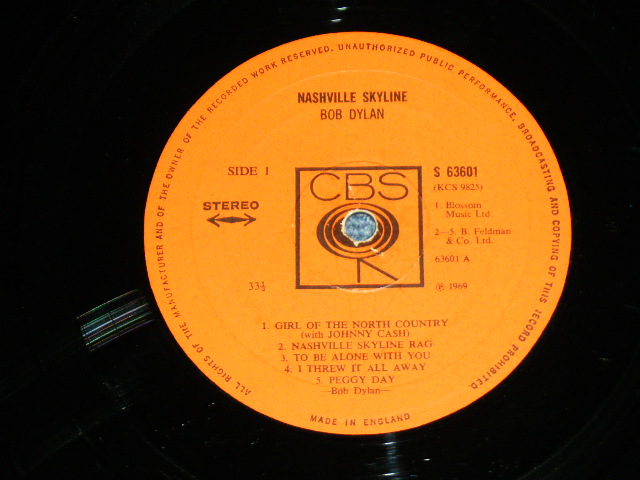 ALL RIGHTS OF THE MANUFACTURER AND OF THE OWNER OF THE RECORDED WORK RESERVED, UNAUTHORIZED PUBLIC PERFORMANCE, BROADCASTING AND COPYING OF THIS RECORD PROHIBITED.
NASHVILLE SKYLINE
BOB DYLAN
SIDE 1
STEREO
33⅓
CBS
S 63601
(KCS 9825)
1. Blossom
Music Ltd.
2—5. B. Feldman
& Co. Ltd.
63601 A
℗ 1969
1. GIRL OF THE NORTH COUNTRY
(with JOHNNY CASH)
2. NASHVILLE SKYLINE RAG
3. TO BE ALONE WITH YOU
4. I THREW IT ALL AWAY
5. PEGGY DAY
—Bob Dylan—
MADE IN ENGLAND